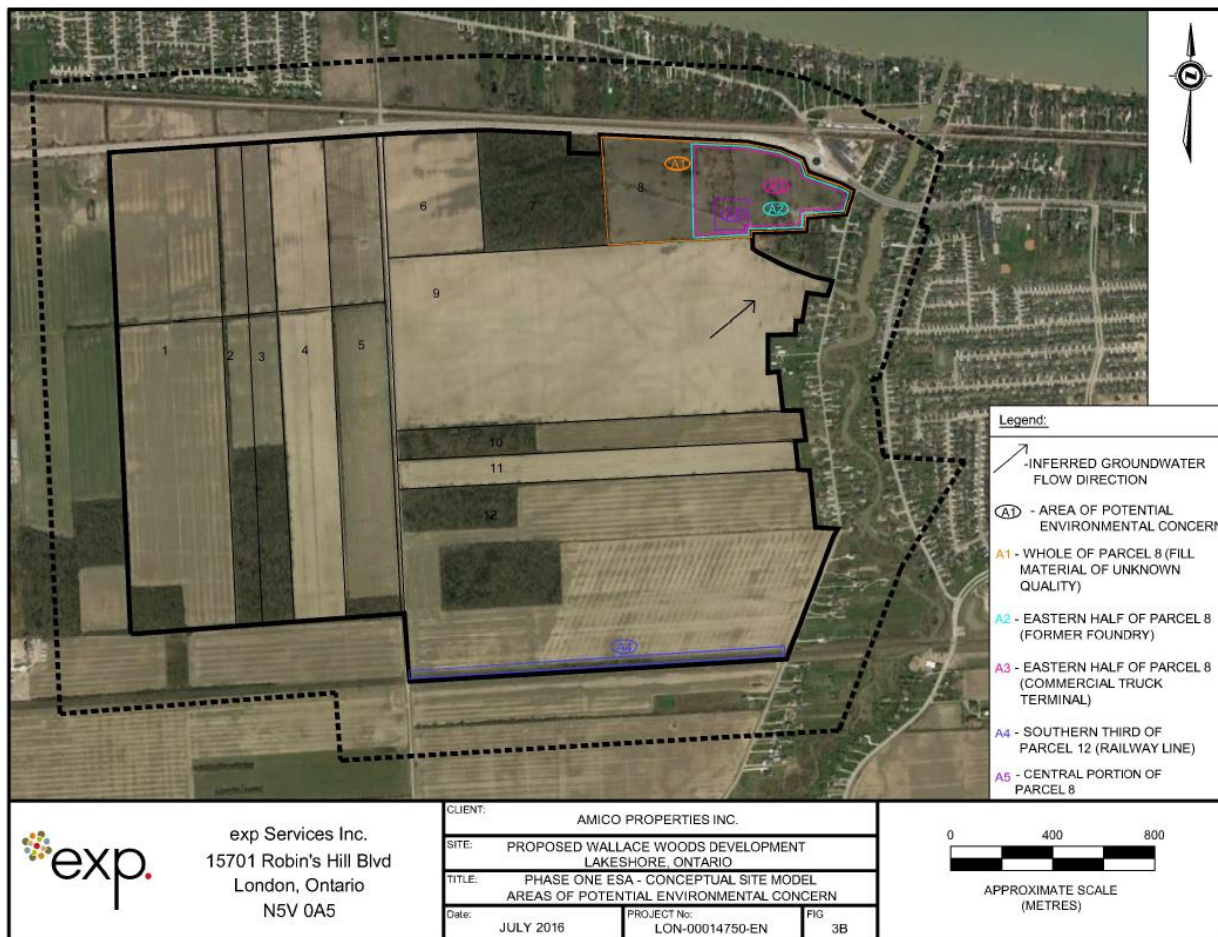 A1
A3
A2
A5
8
7
6
9
1
2
3
4
5
10
11
12
A4
Legend:
-INFERRED GROUNDWATER
FLOW DIRECTION
A1 - AREA OF POTENTIAL
ENVIRONMENTAL CONCERN
A1 - WHOLE OF PARCEL 8 (FILL
MATERIAL OF UNKNOWN
QUALITY)
A2 - EASTERN HALF OF PARCEL 8
(FORMER FOUNDRY)
A3 - EASTERN HALF OF PARCEL 8
(COMMERCIAL TRUCK
TERMINAL)
A4 - SOUTHERN THIRD OF
PARCEL 12 (RAILWAY LINE)
A5 - CENTRAL PORTION OF
PARCEL 8
exp.
exp Services Inc.
15701 Robin's Hill Blvd
London, Ontario
N5V 0A5
CLIENT:
AMICO PROPERTIES INC.
SITE:
PROPOSED WALLACE WOODS DEVELOPMENT
LAKESHORE, ONTARIO
TITLE:
PHASE ONE ESA - CONCEPTUAL SITE MODEL
AREAS OF POTENTIAL ENVIRONMENTAL CONCERN
Date:
JULY 2016
PROJECT No:
LON-00014750-EN
FIG
3B
0 400 800
APPROXIMATE SCALE
(METRES)